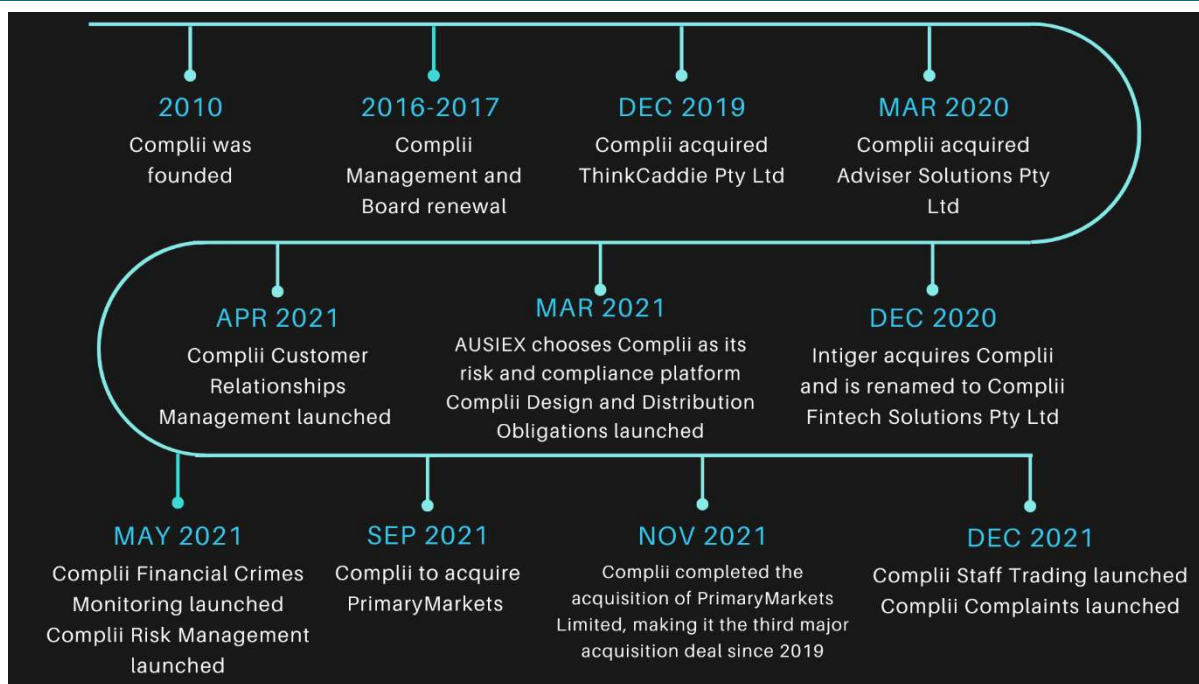 2010
Complii was
founded
2016-2017
Complii
Management and
Board renewal
DEC 2019
Complii acquired
ThinkCaddie Pty Ltd
MAR 2020
Complii acquired
Adviser Solutions Pty
Ltd
DEC 2020
Intiger acquires Complii
and is renamed to Complii
Fintech Solutions Pty Ltd
MAR 2021
AUSIEX chooses Complii as its
risk and compliance platform
Complii Design and Distribution
Obligations launched
APR 2021
Complii Customer
Relationships
Management launched
MAY 2021
Complii Financial Crimes
Monitoring launched
Complii Risk Management
launched
SEP 2021
Complii to acquire
PrimaryMarkets
NOV 2021
Complii completed the
acquisition of PrimaryMarkets
Limited, making it the third major
acquisition deal since 2019
DEC 2021
Complii Staff Trading launched
Complii Complaints launched